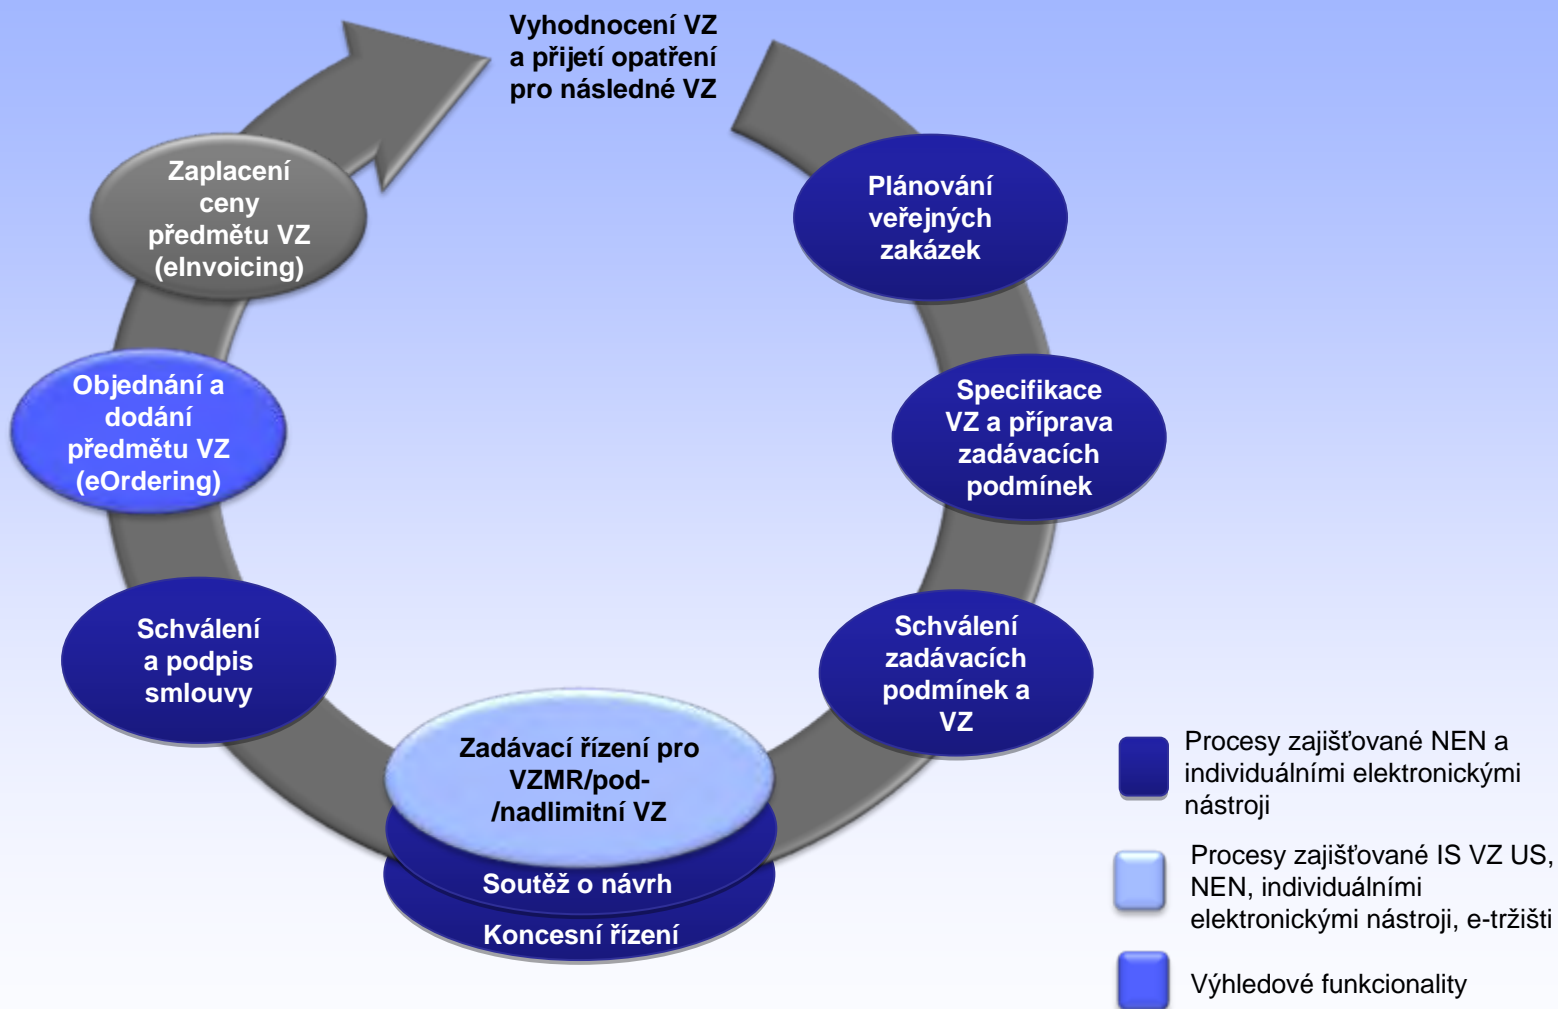 Vyhodnocení VZ
a přijetí opatření
pro následné VZ
Plánování
veřejných
zakázek
Specifikace
VZ a příprava
zadávacích
podmínek
Schválení
zadávacích
podmínek a
VZ
Zadávací řízení pro
VZMR/pod-
/nadlimitní VZ
Soutěž o návrh
Koncesní řízení
Schválení
a podpis
smlouvy
Objednání a
dodání
předmětu VZ
(eOrdering)
Zaplacení
ceny
předmětu VZ
(eInvoicing)
Procesy zajišťované NEN a
individuálními elektronickými
nástroji
Procesy zajišťované IS VZ US,
NEN, individuálními
elektronickými nástroji, e-tržišti
Výhledové funkcionality